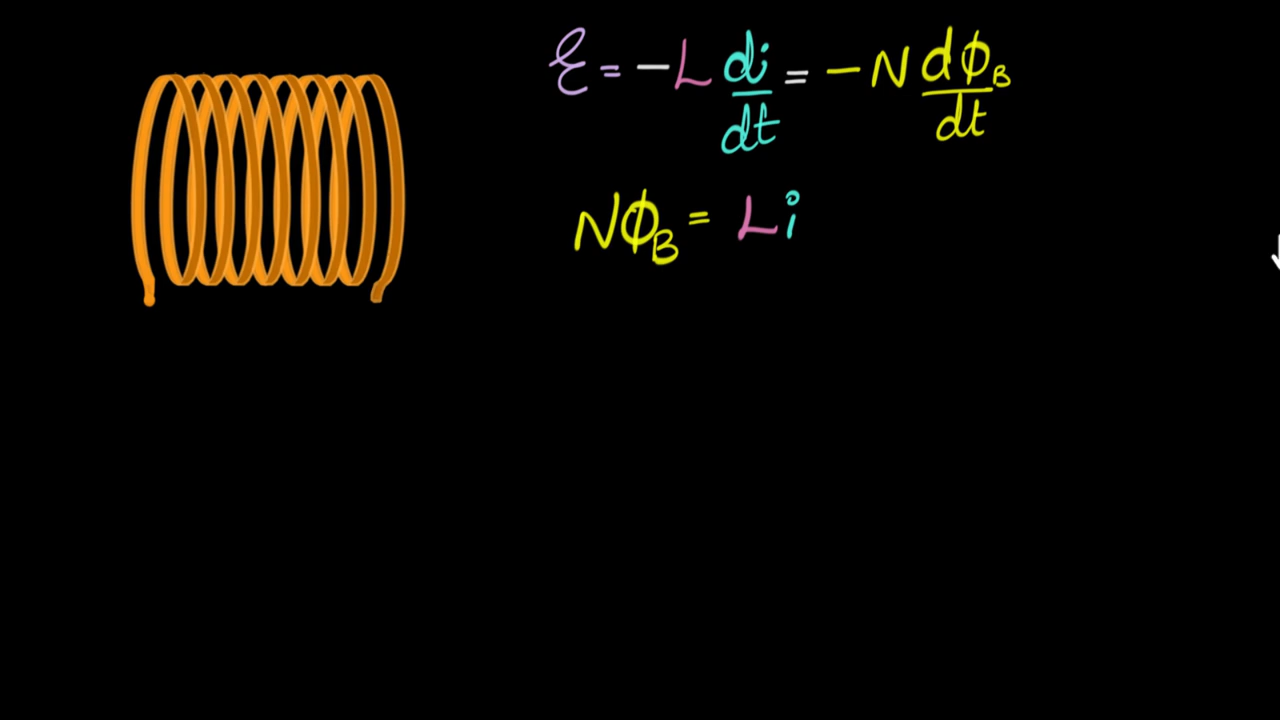 ℰ = -L di/dt = -N dϕ_B/dt
Nϕ_B = Li